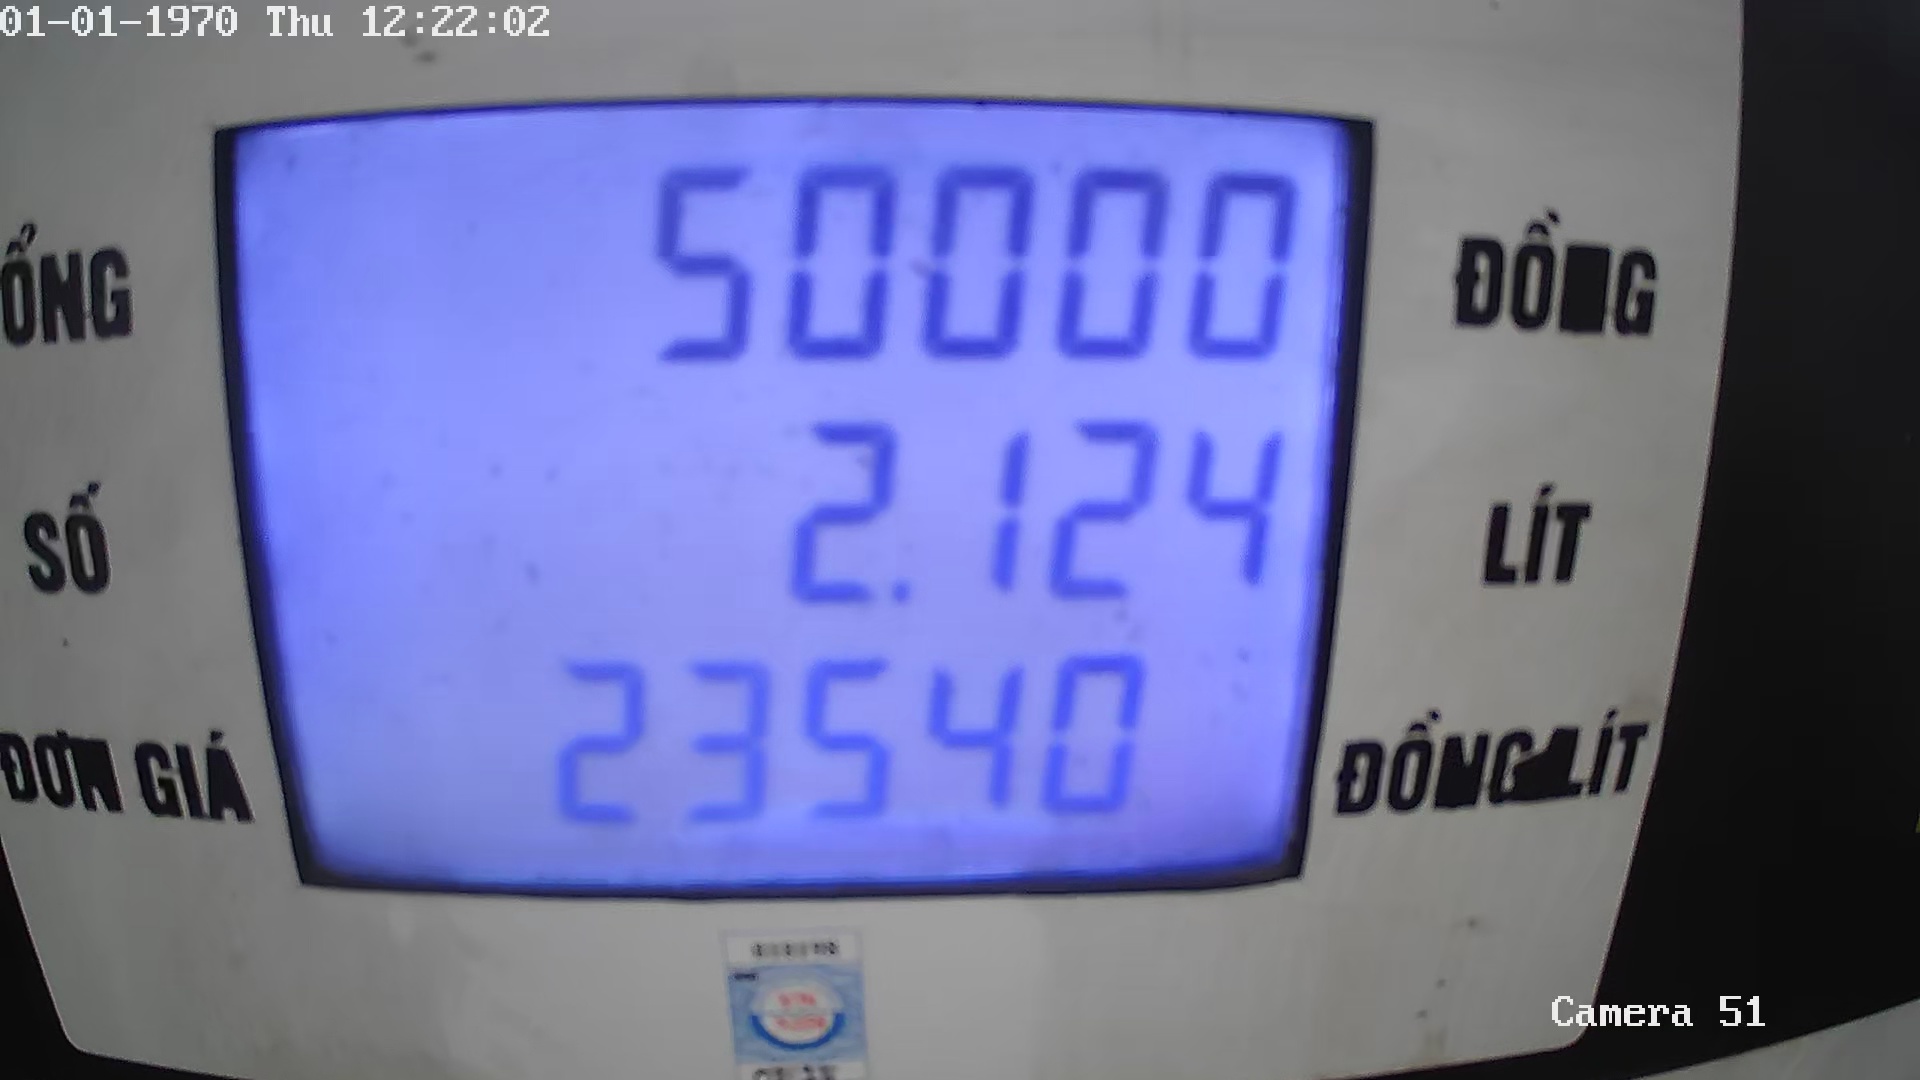 01-01-1970 Thu 12:22:02
ỔNG 50000 ĐỒNG
SỐ 2.124 LÍT
ĐƠN GIÁ 23540 ĐỒNG/LÍT
Camera 51